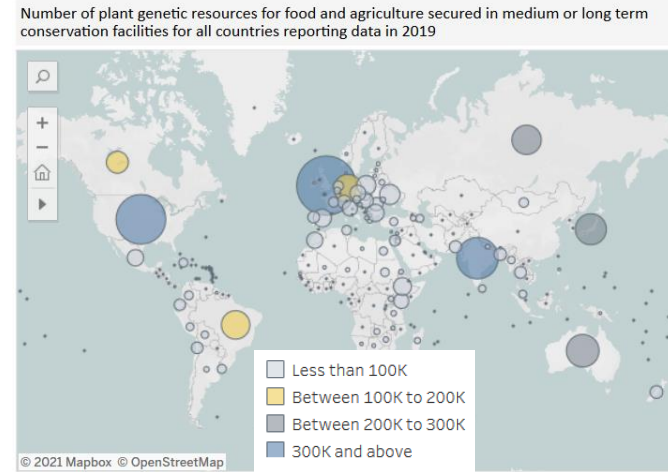 Number of plant genetic resources for food and agriculture secured in medium or long term
conservation facilities for all countries reporting data in 2019
+
−
Less than 100K
Between 100K to 200K
Between 200K to 300K
300K and above
© 2021 Mapbox © OpenStreetMap